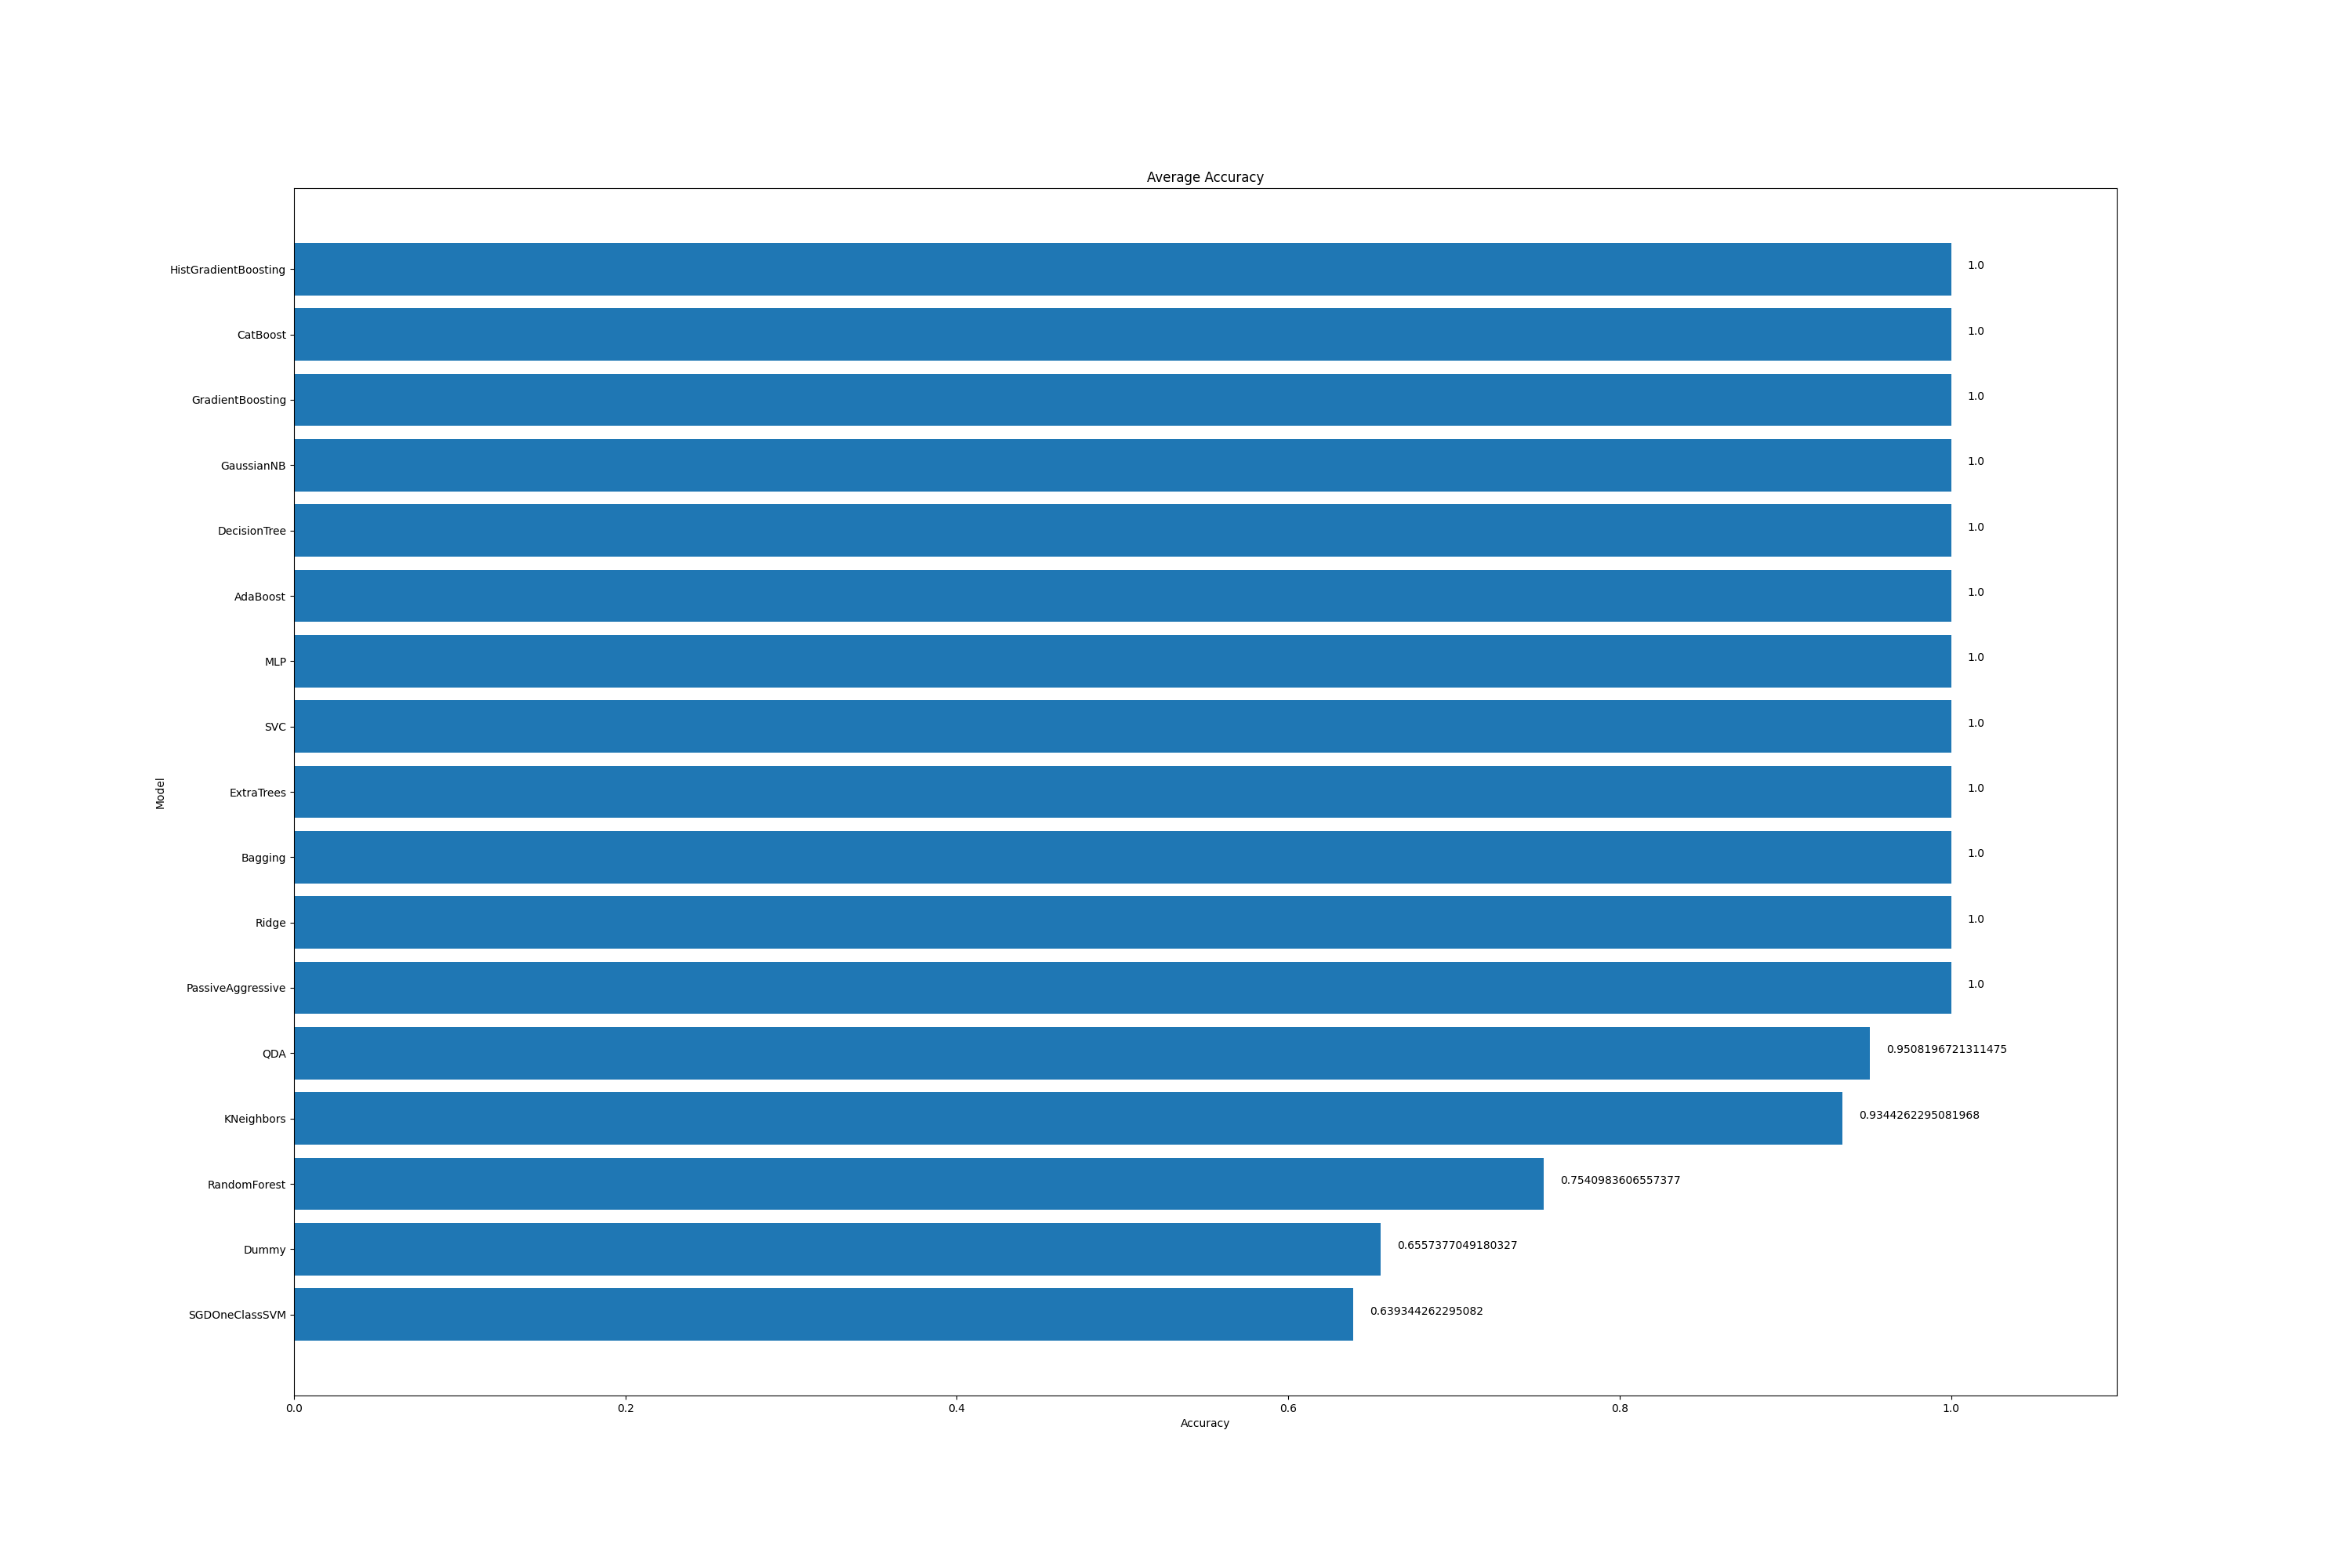 Average Accuracy
HistGradientBoosting 1.0
CatBoost 1.0
GradientBoosting 1.0
GaussianNB 1.0
DecisionTree 1.0
AdaBoost 1.0
MLP 1.0
SVC 1.0
Model
ExtraTrees 1.0
Bagging 1.0
Ridge 1.0
PassiveAggressive 1.0
QDA 0.9508196721311475
KNeighbors 0.9344262295081968
RandomForest 0.7540983606557377
Dummy 0.6557377049180327
SGDOneClassSVM 0.639344262295082
0.0 0.2 0.4 0.6 0.8 1.0
Accuracy